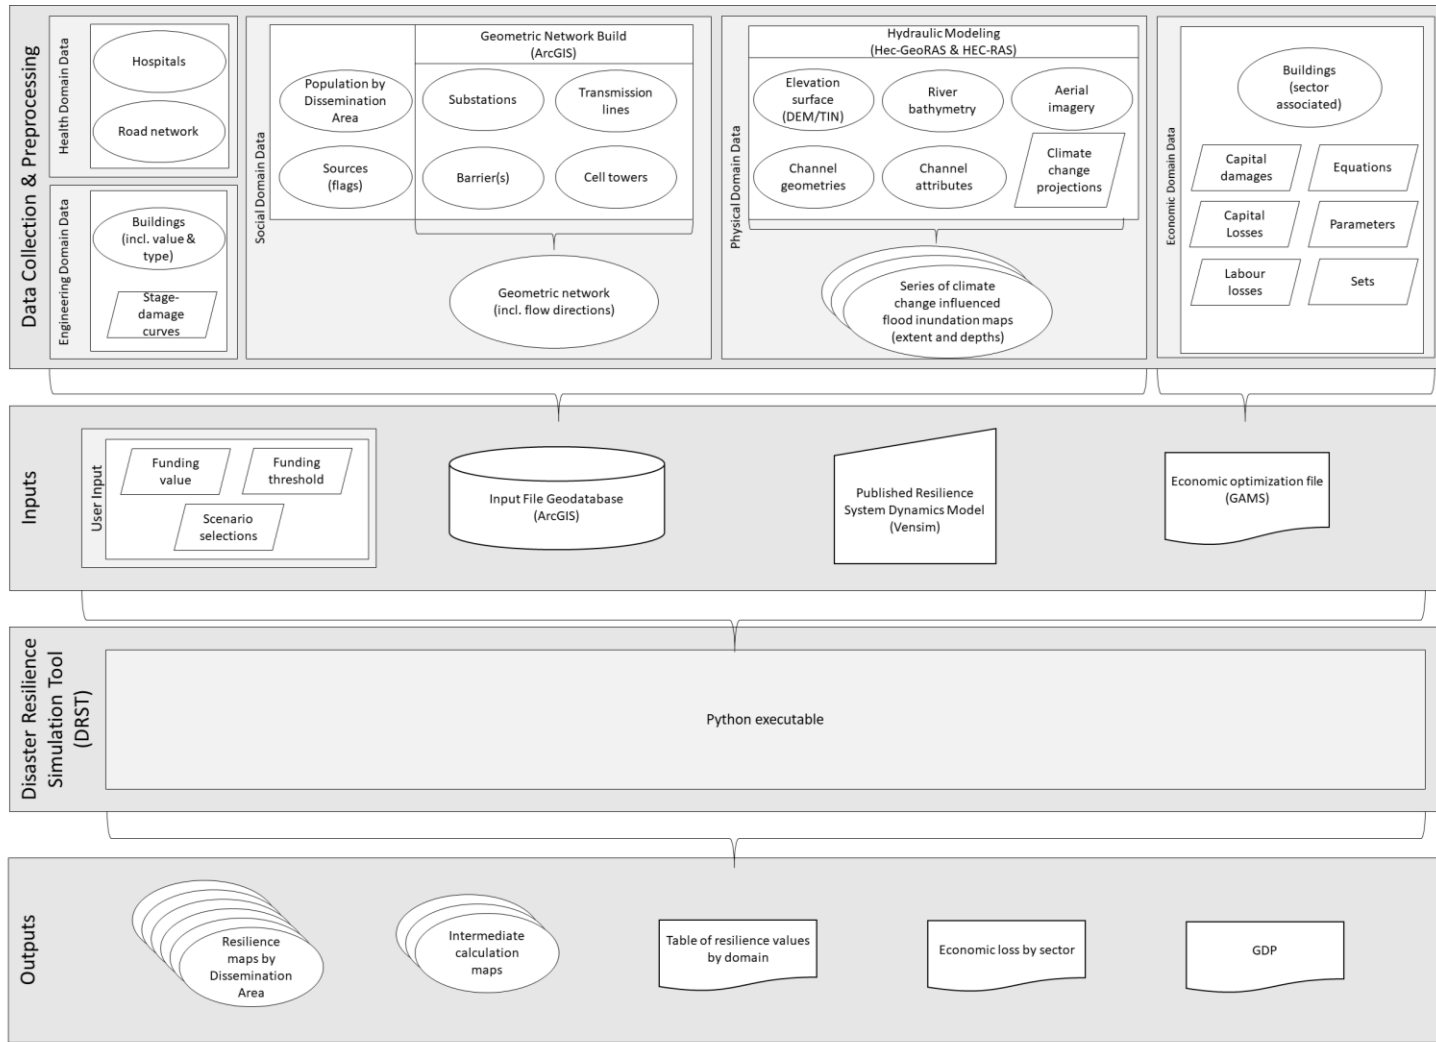 Data Collection & Preprocessing
Health Domain Data
Hospitals
Road network
Engineering Domain Data
Buildings
(incl. value &
type)
Stage-
damage
curves
Social Domain Data
Geometric Network Build
(ArcGIS)
Population by
Dissemination
Area
Substations
Transmission
lines
Sources
(flags)
Barrier(s)
Cell towers
Geometric network
(incl. flow directions)
Physical Domain Data
Hydraulic Modeling
(Hec-GeoRAS & HEC-RAS)
Elevation
surface
(DEM/TIN)
River
bathymetry
Aerial
imagery
Channel
geometries
Channel
attributes
Climate
change
projections
Series of climate
change influenced
flood inundation maps
(extent and depths)
Economic Domain Data
Buildings
(sector
associated)
Capital
damages
Equations
Capital
Losses
Parameters
Labour
losses
Sets
Inputs
User Input
Funding
value
Funding
threshold
Scenario
selections
Input File Geodatabase
(ArcGIS)
Published Resilience
System Dynamics Model
(Vensim)
Economic optimization file
(GAMS)
Disaster Resilience
Simulation Tool
(DRST)
Python executable
Outputs
Resilience
maps by
Dissemination
Area
Intermediate
calculation
maps
Table of resilience values
by domain
Economic loss by sector
GDP